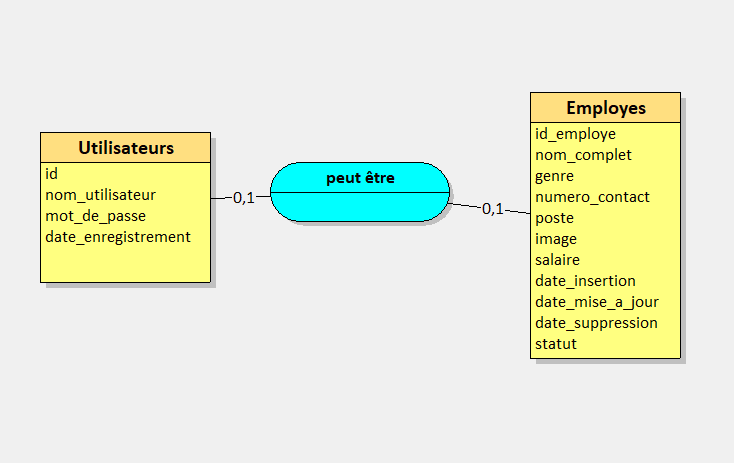 Utilisateurs
id
nom_utilisateur
mot_de_passe
date_enregistrement
0,1
peut être
0,1
Employes
id_employe
nom_complet
genre
numero_contact
poste
image
salaire
date_insertion
date_mise_a_jour
date_suppression
statut